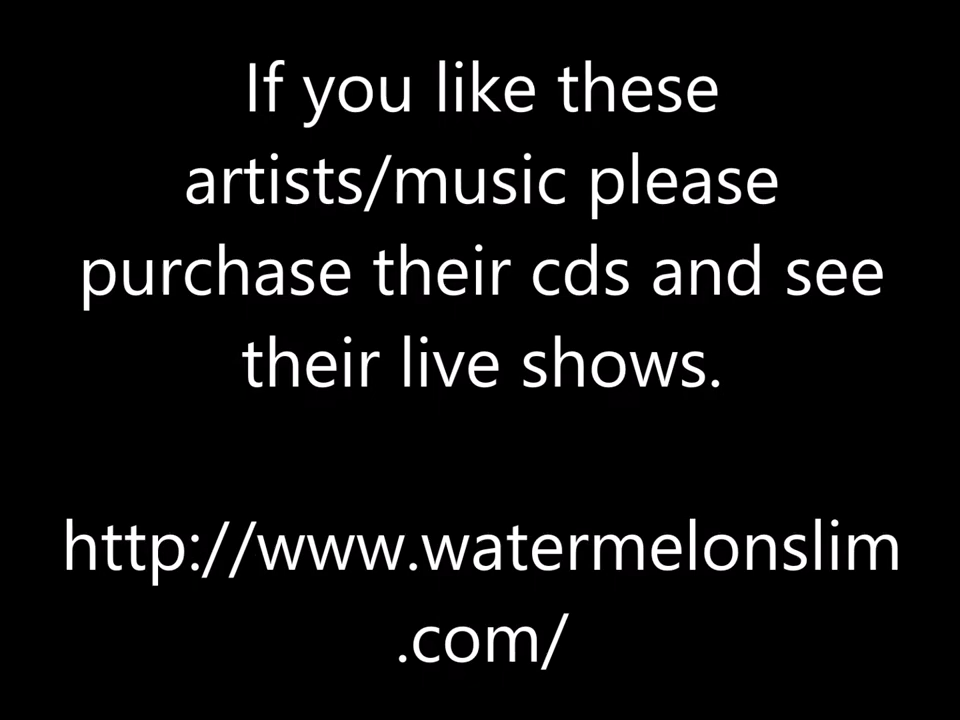 If you like these
artists/music please
purchase their cds and see
their live shows.
http://www.watermelonslim
.com/